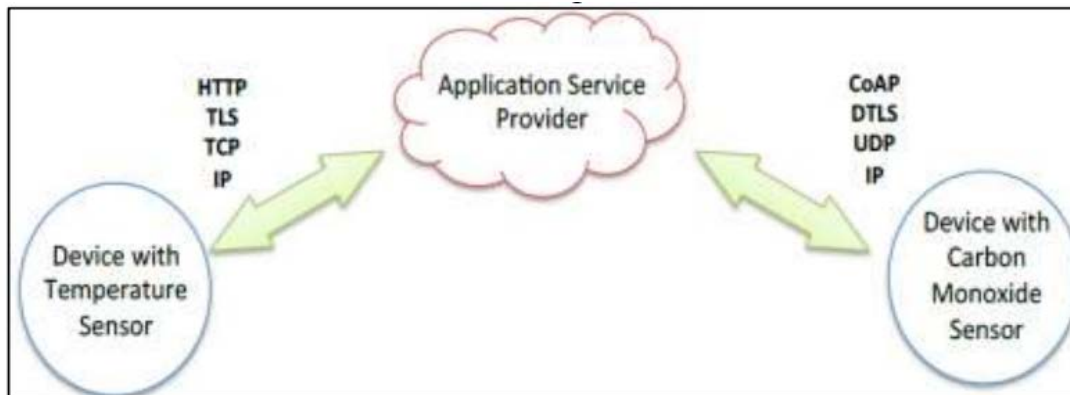 HTTP
TLS
TCP
IP
Application Service
Provider
CoAP
DTLS
UDP
IP
Device with
Temperature
Sensor
Device with
Carbon
Monoxide
Sensor